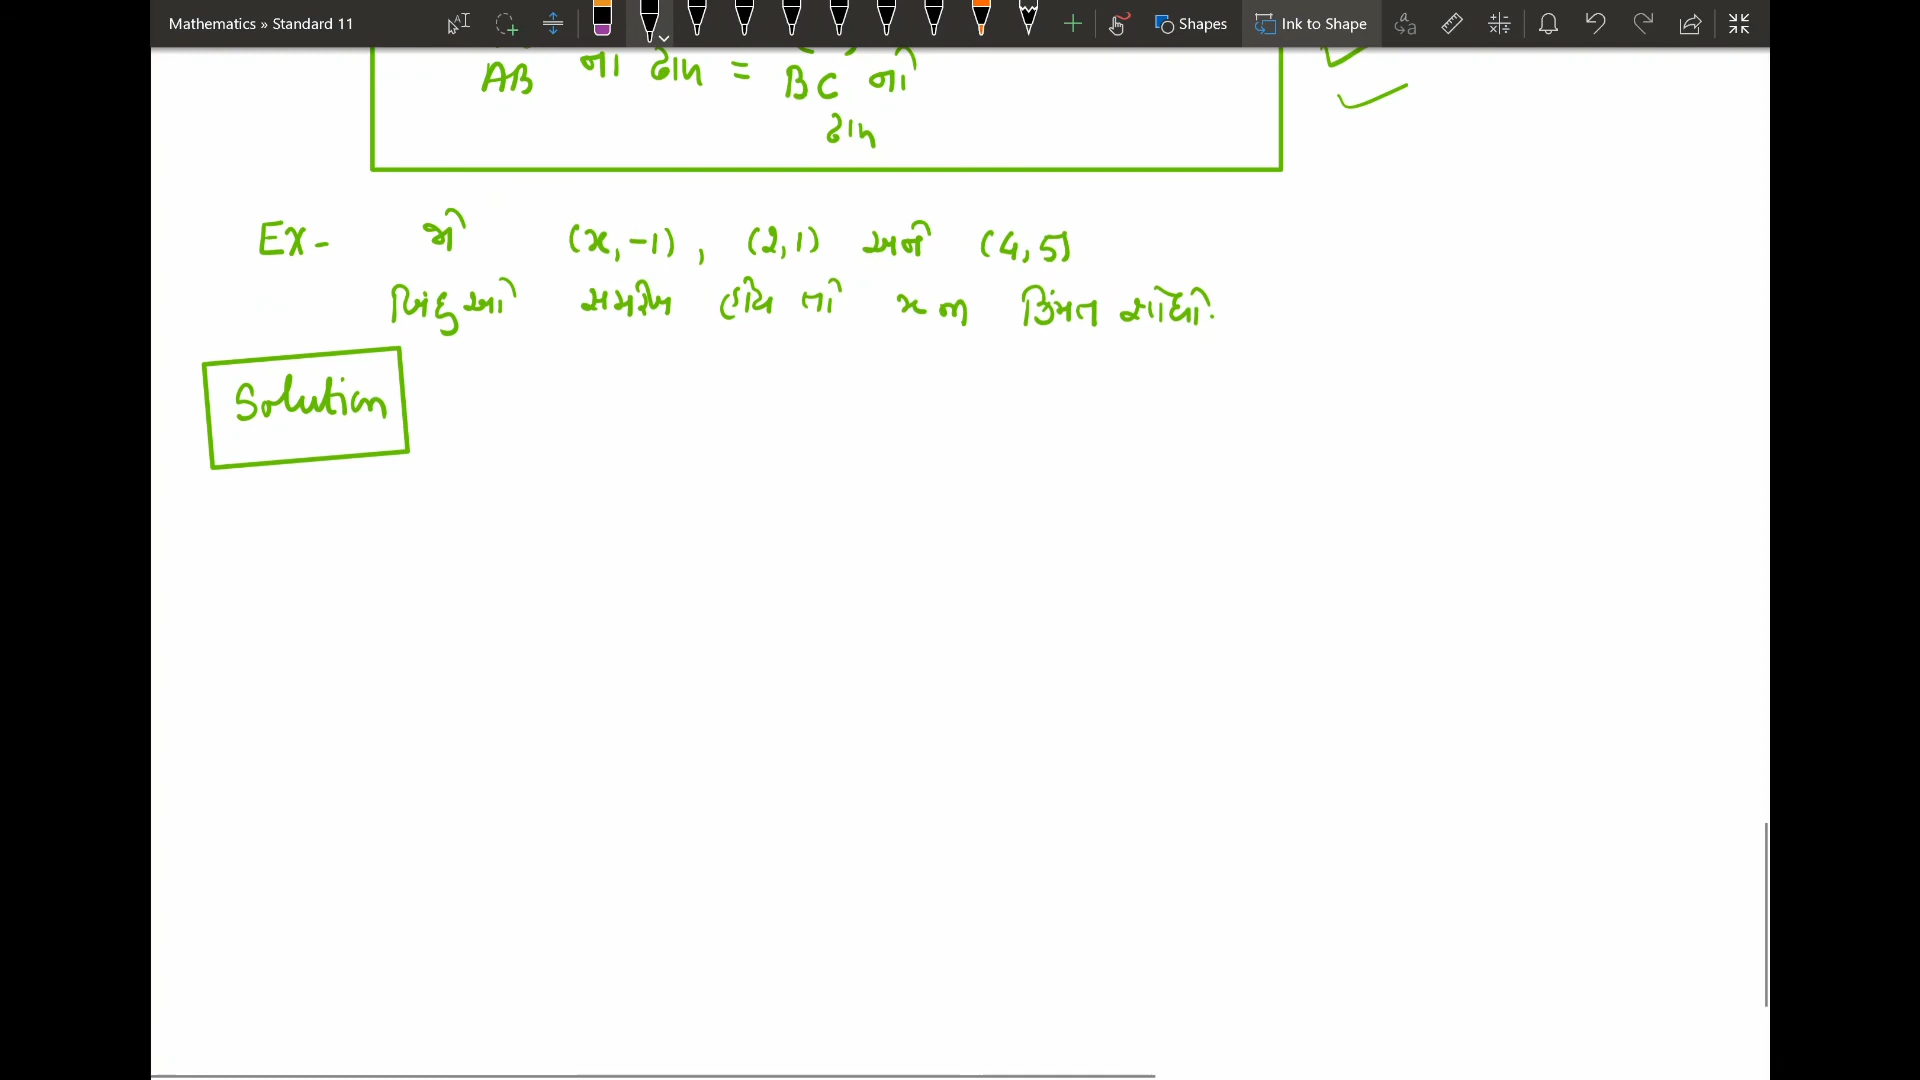 Mathematics » Standard 11
Shapes
Ink to Shape
AB નો ઢાળ = BC નો
ઢાળ
Ex- જો (x, -1), (2,1) અને (4,5)
બિંદુઓ સમરેખ હોય તો x ની કિંમત શોધો.
Solution